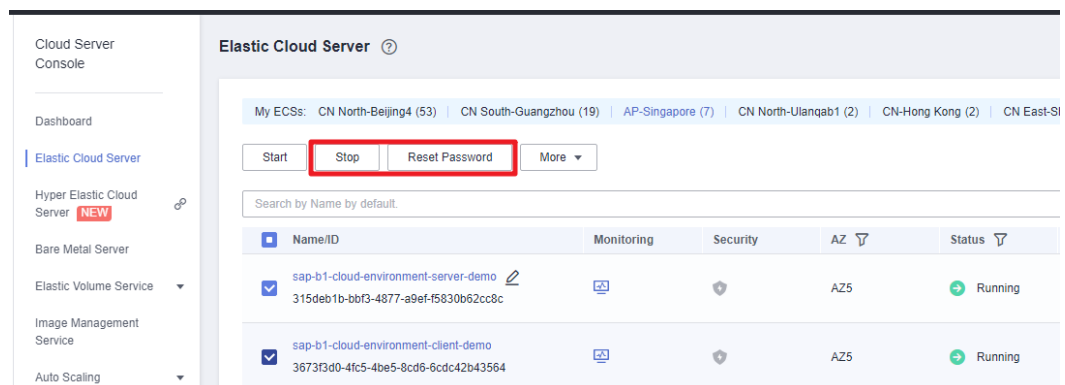 Cloud Server
Console
Elastic Cloud Server
My ECSs: CN North-Beijing4 (53) CN South-Guangzhou (19) AP-Singapore (7) CN North-Ulanqab1 (2) CN-Hong Kong (2) CN East-S
Dashboard
Elastic Cloud Server
Start Stop Reset Password More
Hyper Elastic Cloud
Server NEW
Search by Name by default.
Name/ID Monitoring Security AZ Status
Bare Metal Server
Elastic Volume Service
sap-b1-cloud-environment-server-demo
315deb1b-bbf3-4877-a9ef-f5830b62cc8c
AZ5 Running
Image Management
Service
sap-b1-cloud-environment-client-demo
3673f3d0-4fc5-4be5-8cd6-6cdc42b43564
AZ5 Running
Auto Scaling